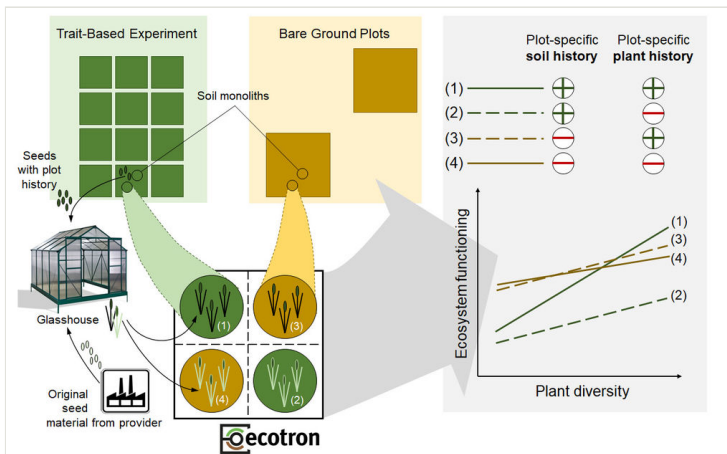 Trait-Based Experiment
Bare Ground Plots
Soil monoliths
Seeds with plot
history
Glasshouse
Original
seed
material from provider
(1)
(3)
(4)
(2)
ecotron
Plot-specific
soil history
Plot-specific
plant history
(1)
(2)
(3)
(4)
Ecosystem functioning
(1)
(3)
(4)
(2)
Plant diversity